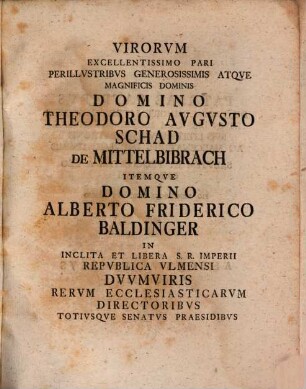 VIRORVM
EXCELLENTISSIMO PARI
PERILLVSTRIBVS GENEROSISSIMIS ATQVE
MAGNIFICIS DOMINIS
DOMINO
THEODORO AVGVSTO
SCHAD
DE MITTELBIBRACH
ITEMQVE
DOMINO
ALBERTO FRIDERICO
BALDINGER
IN
INCLITA ET LIBERA S. R. IMPERII
REPVBLICA VLMENSI
DVVMVIRIS
RERVM ECCLESIASTICARVM
DIRECTORIBVS
TOTIVSQVE SENATVS PRAESIDIBVS